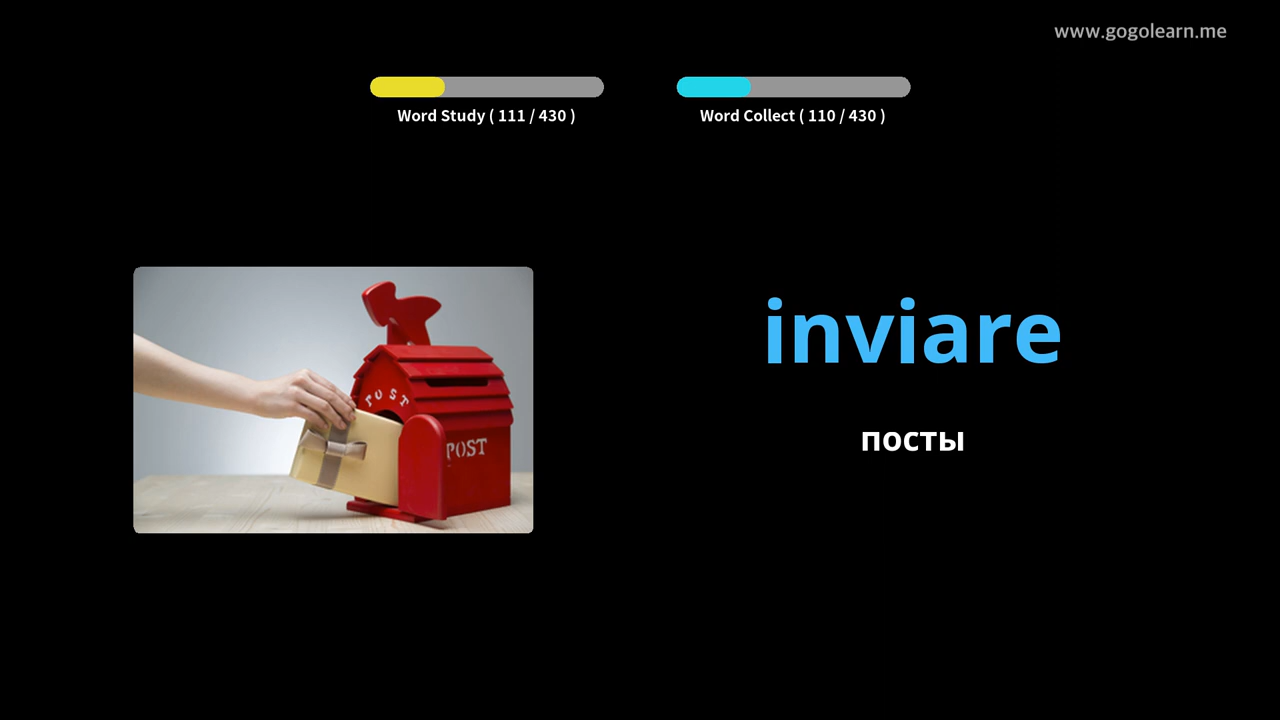 www.gogolearn.me
Word Study ( 111 / 430 )
Word Collect ( 110 / 430 )
POST
POST
inviare
посты